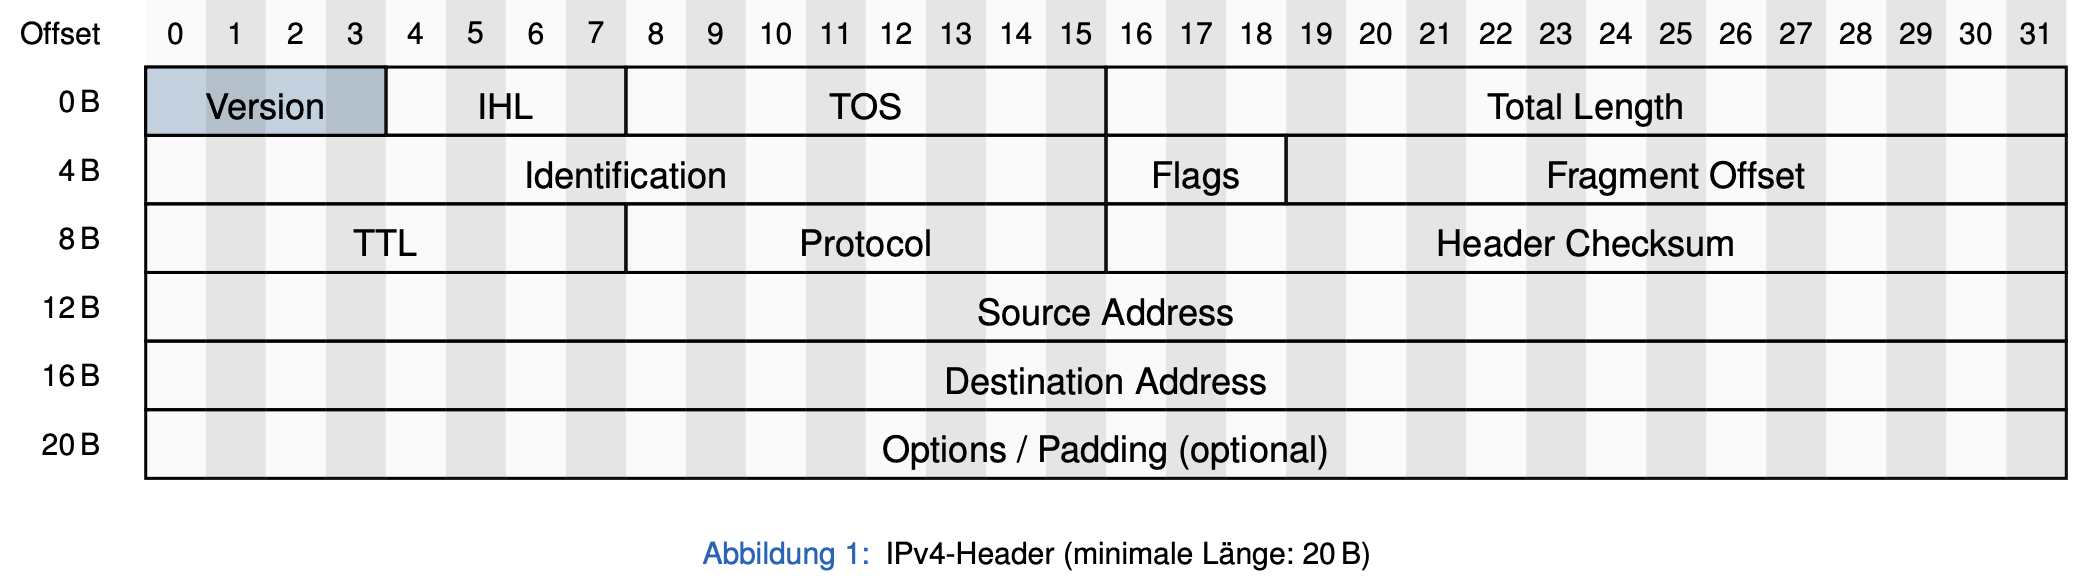 Offset 0 1 2 3 4 5 6 7 8 9 10 11 12 13 14 15 16 17 18 19 20 21 22 23 24 25 26 27 28 29 30 31
0 B Version IHL TOS Total Length
4 B Identification Flags Fragment Offset
8 B TTL Protocol Header Checksum
12 B Source Address
16 B Destination Address
20 B Options / Padding (optional)
Abbildung 1: IPv4-Header (minimale Länge: 20 B)